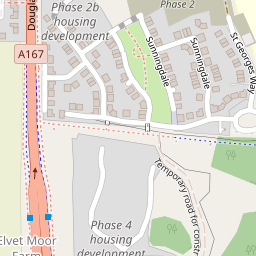 Phase 2b
housing
development
Phase 2
Sunningdale
Sunningdale
St Georges Way
A167
Temporary road for constr
Phase 4
housing
development
Elvet Moor
Farm